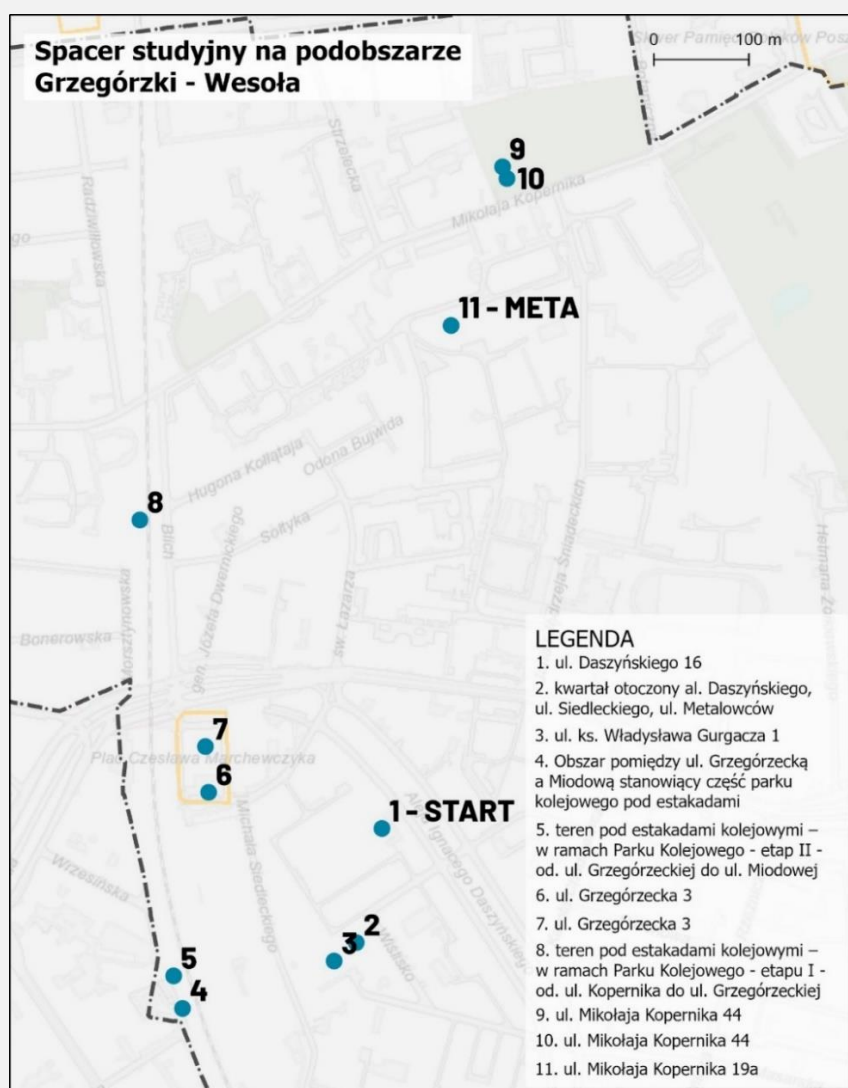 Spacer studyjny na podobszarze
Grzegórzki - Wesoła
0
100 m
Radziwiłłowska
Strzelecka
9
10
Mikołaja Kopernika
11 - META
Hugona Kołłątaja
Odona Bujwida
8
Blich
Sołtyka
gen. Józefa Dwernickiego
św. Łazarza
Bonerowska
Morsztynowska
7
Plac Czesława Marchewczyka
6
1 - START
Michała Siedleckiego
Ignacego Daszyńskiego
Wrzesińska
2
3
Wiślisko
5
4
LEGENDA
1. ul. Daszyńskiego 16
2. kwartał otoczony al. Daszyńskiego,
ul. Siedleckiego, ul. Metalowców
3. ul. ks. Władysława Gurgacza 1
4. Obszar pomiędzy ul. Grzegórzecką
a Miodową stanowiący część parku
kolejowego pod estakadami
5. teren pod estakadami kolejowymi –
w ramach Parku Kolejowego - etap II -
od. ul. Grzegórzeckiej do ul. Miodowej
6. ul. Grzegórzecka 3
7. ul. Grzegórzecka 3
8. teren pod estakadami kolejowymi –
w ramach Parku Kolejowego - etapu I -
od. ul. Kopernika do ul. Grzegórzeckiej
9. ul. Mikołaja Kopernika 44
10. ul. Mikołaja Kopernika 44
11. ul. Mikołaja Kopernika 19a